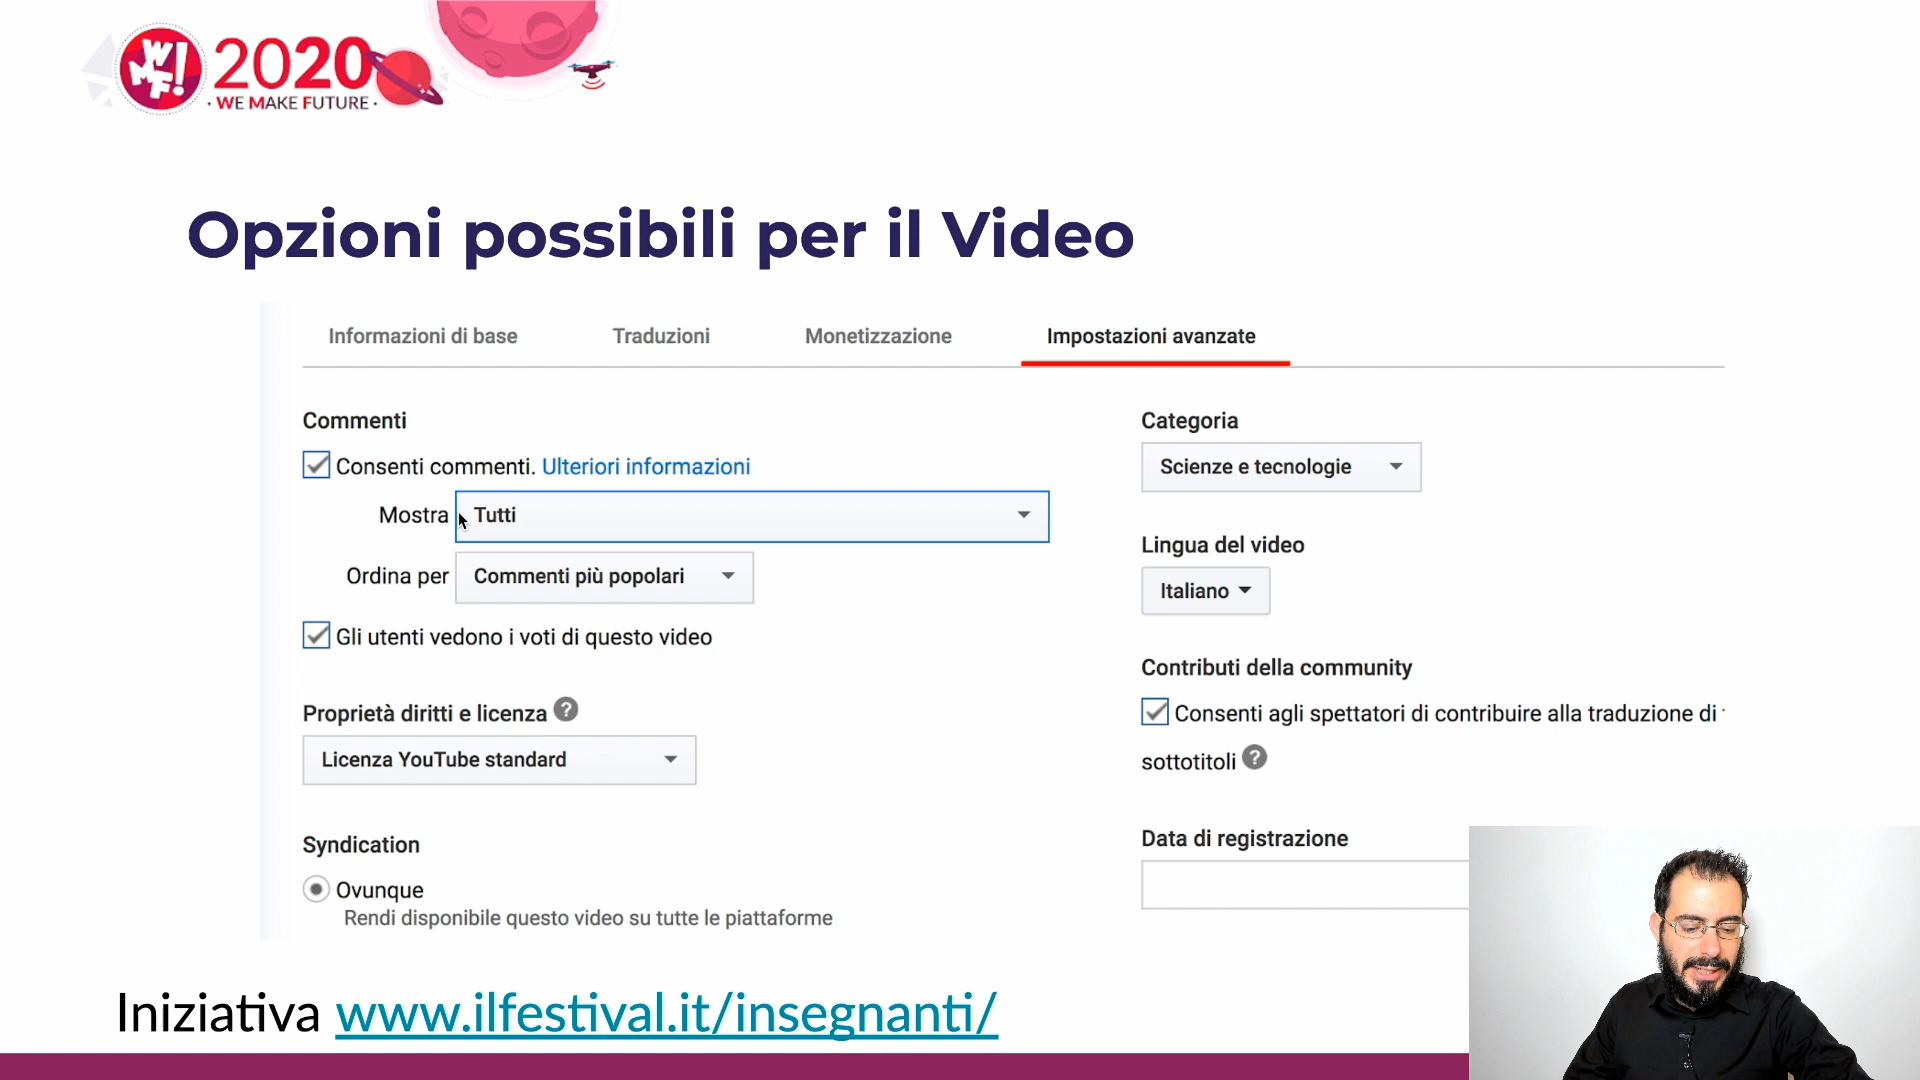 WMF!
2020
· WE MAKE FUTURE ·
Opzioni possibili per il Video
Informazioni di base
Traduzioni
Monetizzazione
Impostazioni avanzate
Commenti
Consenti commenti. Ulteriori informazioni
Mostra
Tutti
Ordina per
Commenti più popolari
Gli utenti vedono i voti di questo video
Proprietà diritti e licenza ?
Licenza YouTube standard
Syndication
Ovunque
Rendi disponibile questo video su tutte le piattaforme
Categoria
Scienze e tecnologie
Lingua del video
Italiano
Contributi della community
Consenti agli spettatori di contribuire alla traduzione di
sottotitoli ?
Data di registrazione
Iniziativa www.ilfestival.it/insegnanti/